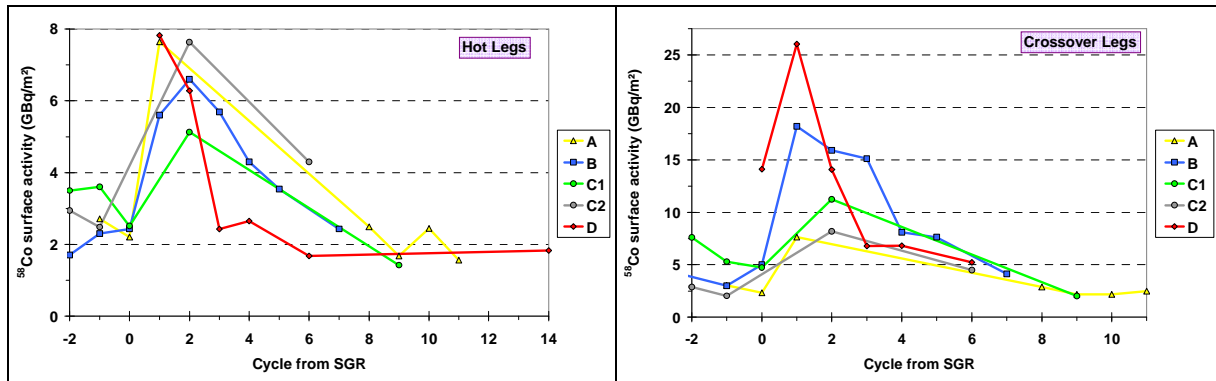 Hot Legs
⁵⁸Co surface activity (GBq/m²)
8
6
4
2
0
-2 0 2 4 6 8 10 12 14
Cycle from SGR
A
B
C1
C2
D
Crossover Legs
⁵⁸Co surface activity (GBq/m²)
25
20
15
10
5
0
-2 0 2 4 6 8 10
Cycle from SGR
A
B
C1
C2
D